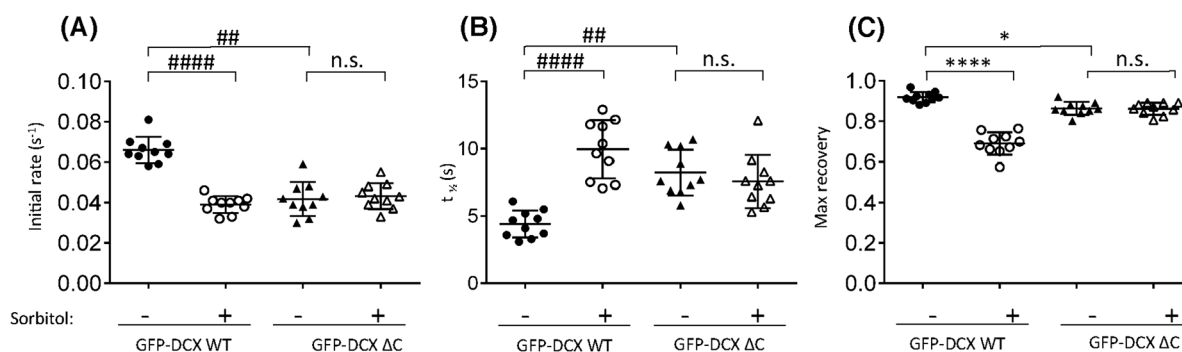 (A)
##
####
n.s.
Initial rate (s-1)
0.10
0.08
0.06
0.04
0.02
0.00
Sorbitol:
- + - +
GFP-DCX WT GFP-DCX ΔC
(B)
##
####
n.s.
t ½ (s)
15
10
5
0
- + - +
GFP-DCX WT GFP-DCX ΔC
(C)
*
****
n.s.
Max recovery
1.0
0.8
0.6
0.4
0.2
0.0
- + - +
GFP-DCX WT GFP-DCX ΔC